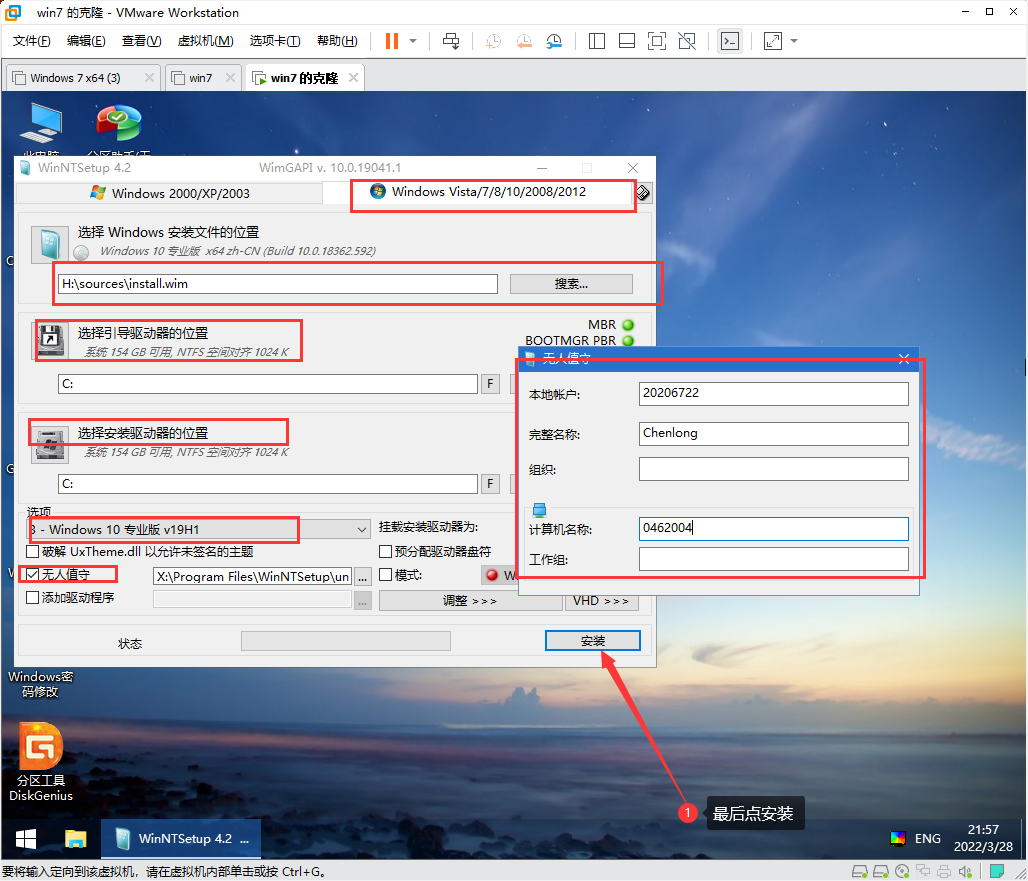 win7 的克隆 - VMware Workstation
文件(F) 编辑(E) 查看(V) 虚拟机(M) 选项卡(T) 帮助(H)
Windows 7 x64 (3) win7 win7 的克隆
WinNTSetup 4.2 WimGAPI v. 10.0.19041.1
Windows 2000/XP/2003 Windows Vista/7/8/10/2008/2012
选择 Windows 安装文件的位置
Windows 10 专业版 x64 zh-CN (Build 10.0.18362.592)
H:\sources\install.wim 搜索...
选择引导驱动器的位置
系统 154 GB 可用, NTFS 空间对齐 1024 K
MBR
BOOTMGR PBR
C: F
选择安装驱动器的位置
系统 154 GB 可用, NTFS 空间对齐 1024 K
C: F
选项
- Windows 10 专业版 v19H1
挂载安装驱动器为:
破解 UxTheme.dll 以允许未签名的主题
预分配驱动器盘符
无人值守 X:\Program Files\WinNTSetup\un ...
模式: W
添加驱动程序 ...
调整 >>> VHD >>>
状态 安装
无人值守
本地帐户: 20206722
完整名称: Chenlong
组织:
计算机名称: 0462004
工作组:
Windows密
码修改
分区工具
DiskGenius
1 最后点安装
WinNTSetup 4.2 ...
ENG
21:57
2022/3/28
要将输入定向到该虚拟机，请在虚拟机内部单击或按 Ctrl+G。